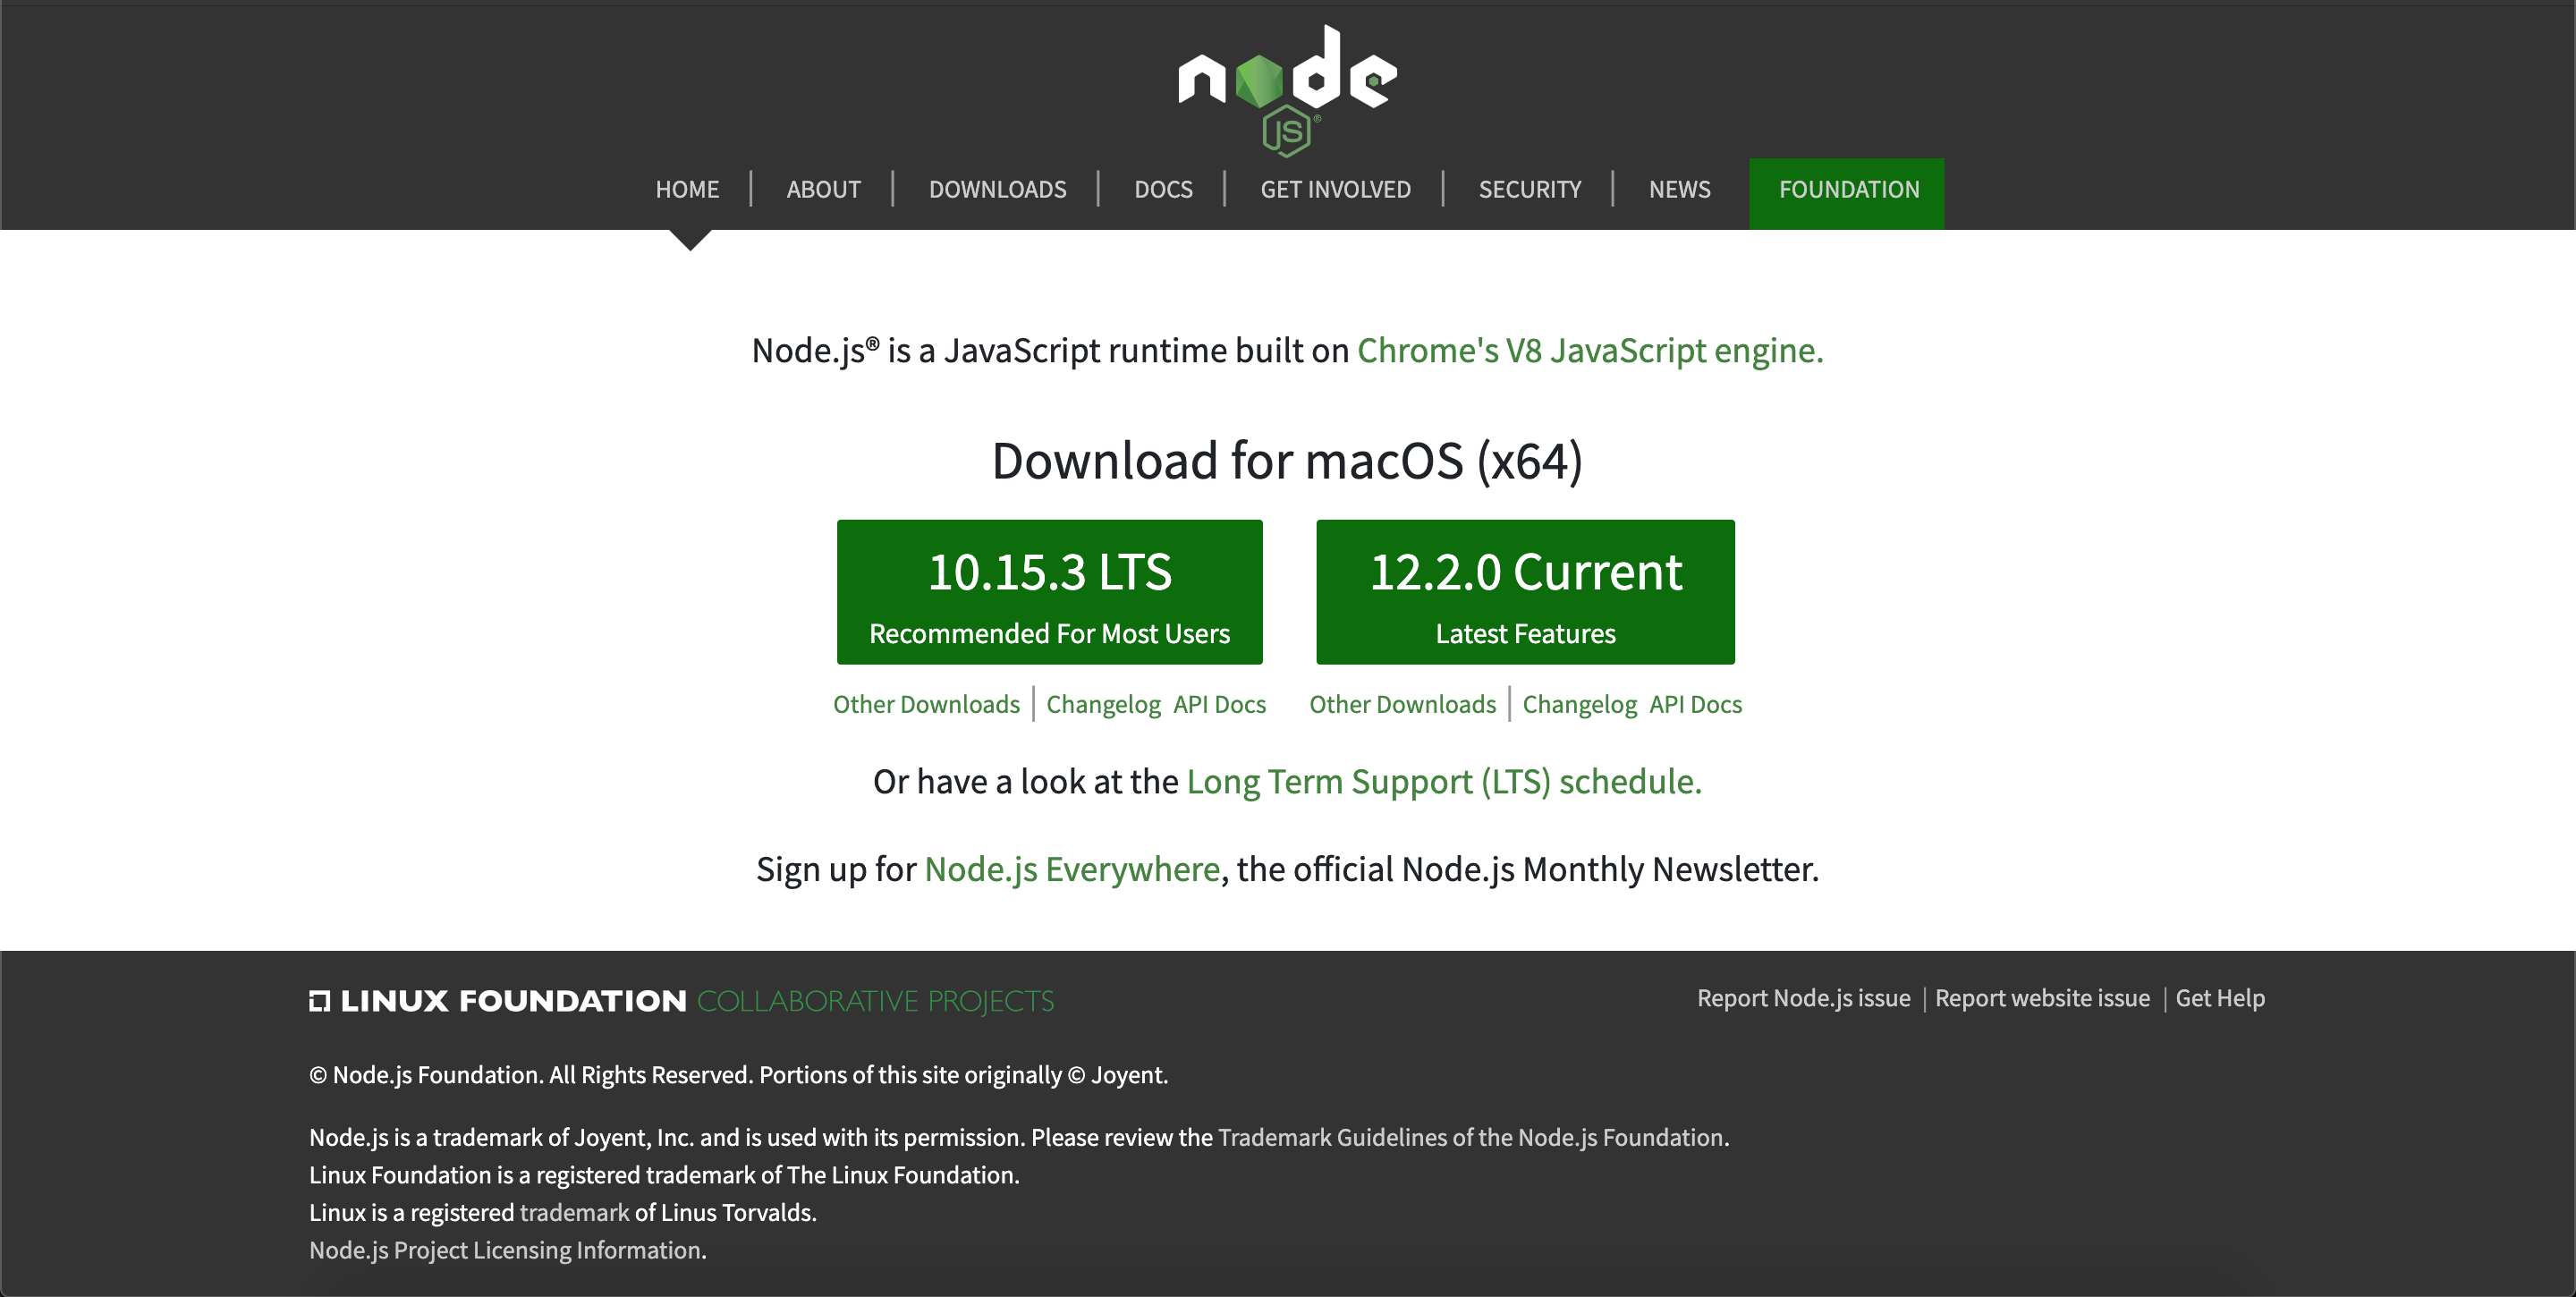 node
JS®
HOME | ABOUT | DOWNLOADS | DOCS | GET INVOLVED | SECURITY | NEWS FOUNDATION
Node.js® is a JavaScript runtime built on Chrome's V8 JavaScript engine.
Download for macOS (x64)
10.15.3 LTS
Recommended For Most Users
12.2.0 Current
Latest Features
Other Downloads | Changelog API Docs
Other Downloads | Changelog API Docs
Or have a look at the Long Term Support (LTS) schedule.
Sign up for Node.js Everywhere, the official Node.js Monthly Newsletter.
LINUX FOUNDATION COLLABORATIVE PROJECTS
Report Node.js issue | Report website issue | Get Help
© Node.js Foundation. All Rights Reserved. Portions of this site originally © Joyent.
Node.js is a trademark of Joyent, Inc. and is used with its permission. Please review the Trademark Guidelines of the Node.js Foundation.
Linux Foundation is a registered trademark of The Linux Foundation.
Linux is a registered trademark of Linus Torvalds.
Node.js Project Licensing Information.